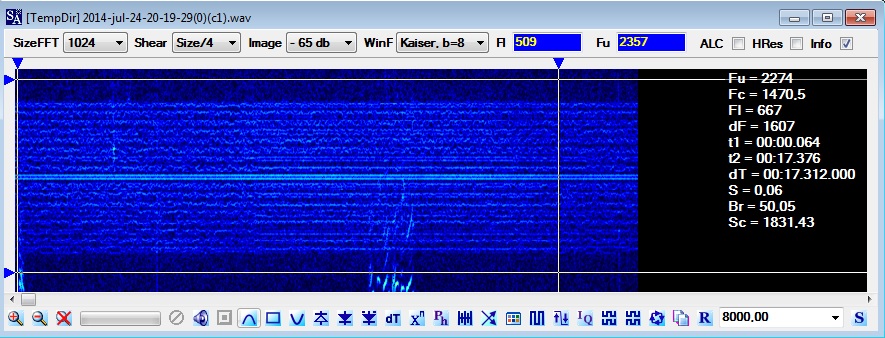 SA [TempDir] 2014-jul-24-20-19-29(0)(c1).wav
SizeFFT 1024 Shear Size/4 Image - 65 db WinF Kaiser, b=8 Fl 509 Fu 2357 ALC HRes Info
Fu = 2274
Fc = 1470,5
Fl = 667
dF = 1607
t1 = 00:00.064
t2 = 00:17.376
dT = 00:17.312.000
S = 0,06
Br = 50,05
Sc = 1831,43
dT Xⁿ Ph IQ R 8000,00 S